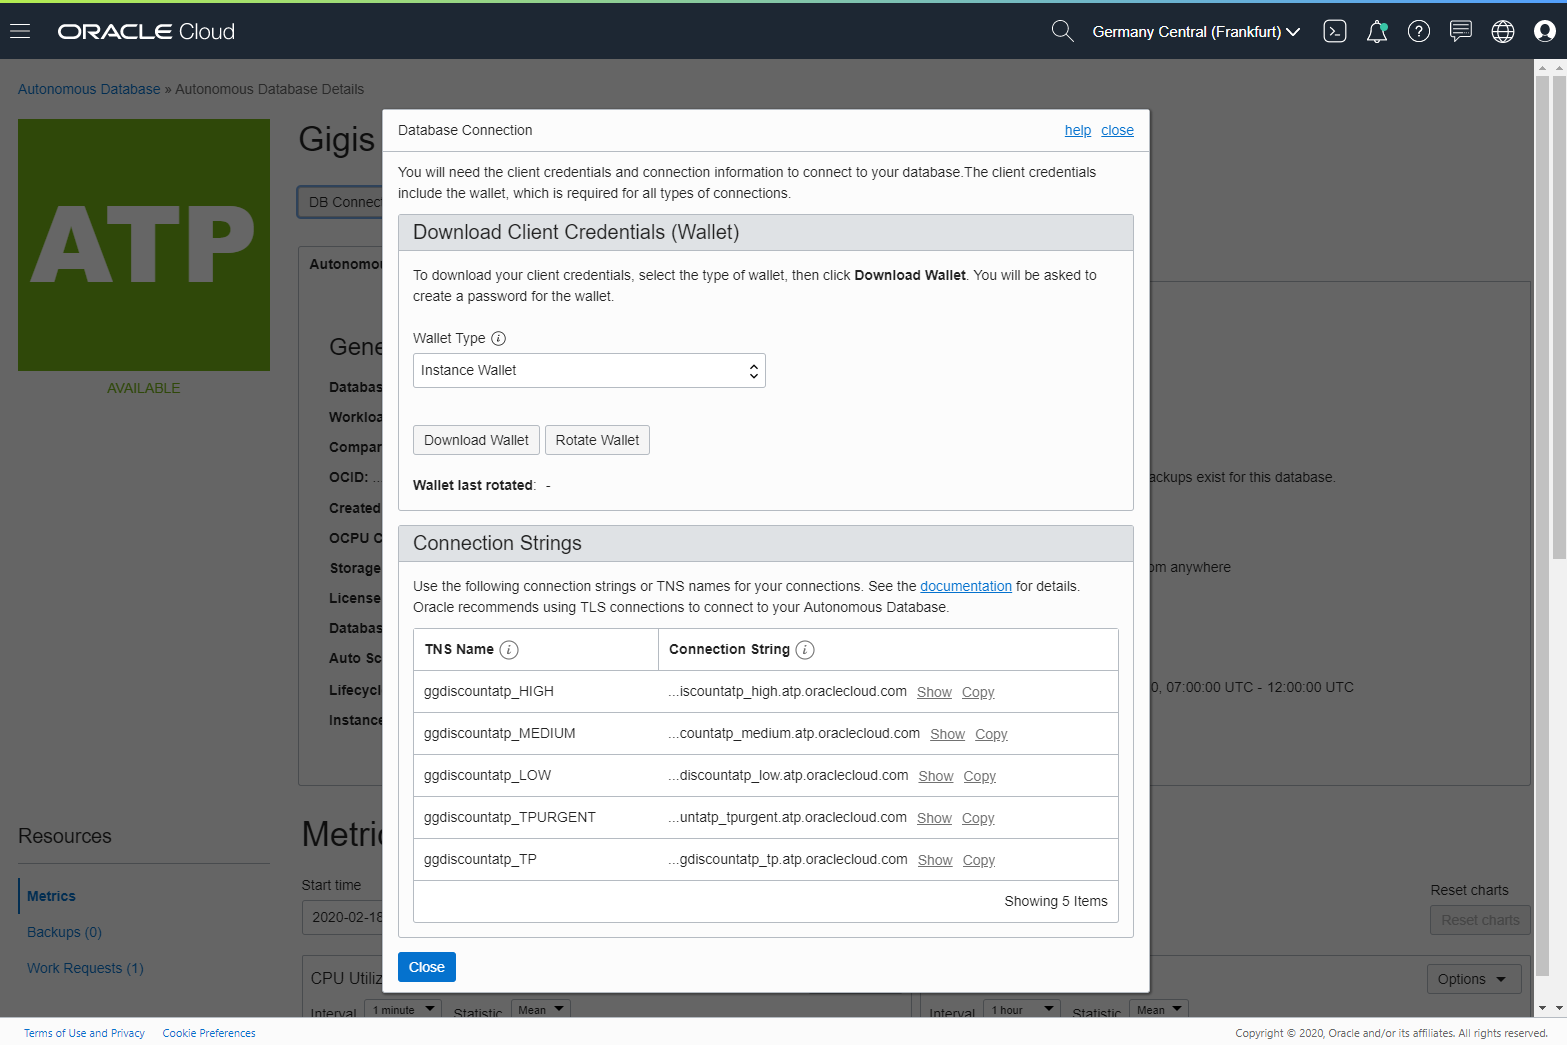 ORACLE Cloud
Germany Central (Frankfurt)
Autonomous Database » Autonomous Database Details
ATP
AVAILABLE
Gigis
DB Connec
Autonomou
Gene
Databas
Worklo
Compar
OCID: ...
Created
OCPU C
Storage
License
Databas
Auto Sc
Lifecycl
Instance
ackups exist for this database.
om anywhere
0, 07:00:00 UTC - 12:00:00 UTC
Database Connection
help close
You will need the client credentials and connection information to connect to your database.The client credentials
include the wallet, which is required for all types of connections.
Download Client Credentials (Wallet)
To download your client credentials, select the type of wallet, then click Download Wallet. You will be asked to
create a password for the wallet.
Wallet Type
Instance Wallet
Download Wallet Rotate Wallet
Wallet last rotated: -
Connection Strings
Use the following connection strings or TNS names for your connections. See the documentation for details.
Oracle recommends using TLS connections to connect to your Autonomous Database.
TNS Name Connection String
ggdiscountatp_HIGH ...iscountatp_high.atp.oraclecloud.com Show Copy
ggdiscountatp_MEDIUM ...countatp_medium.atp.oraclecloud.com Show Copy
ggdiscountatp_LOW ...discountatp_low.atp.oraclecloud.com Show Copy
ggdiscountatp_TPURGENT ...untatp_tpurgent.atp.oraclecloud.com Show Copy
ggdiscountatp_TP ...gdiscountatp_tp.atp.oraclecloud.com Show Copy
Showing 5 Items
Close
Resources
Metrics
Backups (0)
Work Requests (1)
Metric
Start time
2020-02-18
Reset charts
Reset charts
CPU Utiliz
Options
Interval 1 minute Statistic Mean
Interval 1 hour Statistic Mean
Terms of Use and Privacy Cookie Preferences
Copyright © 2020, Oracle and/or its affiliates. All rights reserved.